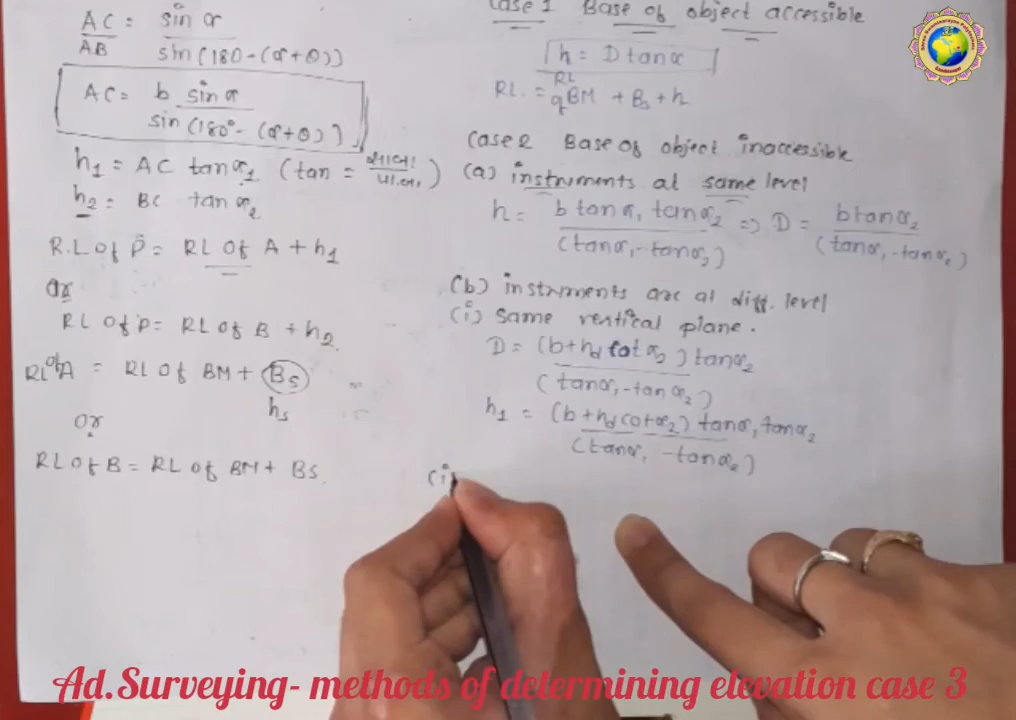 AC = sin α
AB sin(180-(α+θ))
AC = b sin α
sin(180°-(α+θ))
h₁ = AC tan α₁ (tan = સા.બા. / પા.બા.)
h₂ = BC tan α₂
R.L of P = RL of A + h₁
or
RL of P = RL of B + h₂.
RL of A = RL of BM + Bs
hs
or
RL of B = RL of BM + BS.
Case 1 Base of object accessible
h = D tan α
RL. = RL of BM + Bs + h
Case 2 Base of object inaccessible
(a) instruments at same level
h = b tan α₁ tan α₂ => D = b tan α₂
(tan α₁ - tan α₂) (tan α₁ - tan α₂)
(b) instruments are at diff. level
(i) same vertical plane.
D = (b+hd cot α₂) tan α₂
(tan α₁ - tan α₂)
h₁ = (b+hd cot α₂) tan α₁ tan α₂
(tan α₁ - tan α₂)
(i
Ad.Surveying- methods of determining elevation case 3